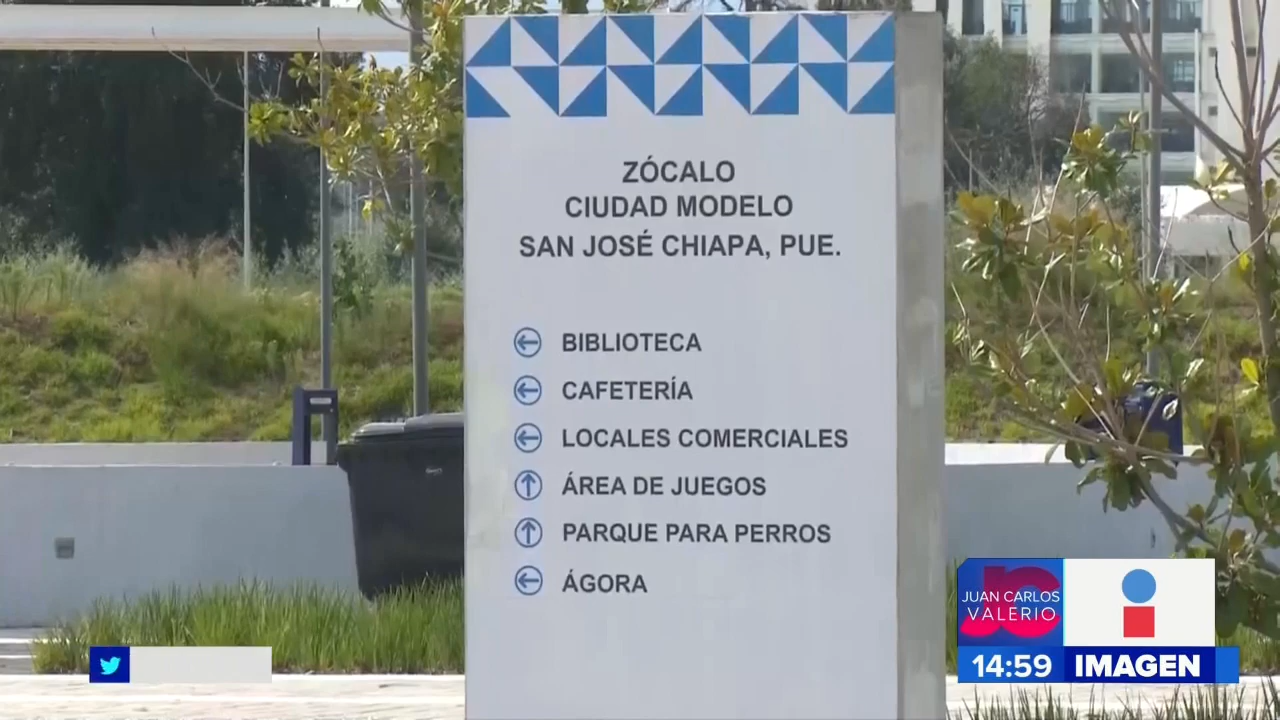 ZÓCALO
CIUDAD MODELO
SAN JOSÉ CHIAPA, PUE.
BIBLIOTECA
CAFETERÍA
LOCALES COMERCIALES
ÁREA DE JUEGOS
PARQUE PARA PERROS
ÁGORA
JUAN CARLOS
VALERIO
14:59 IMAGEN